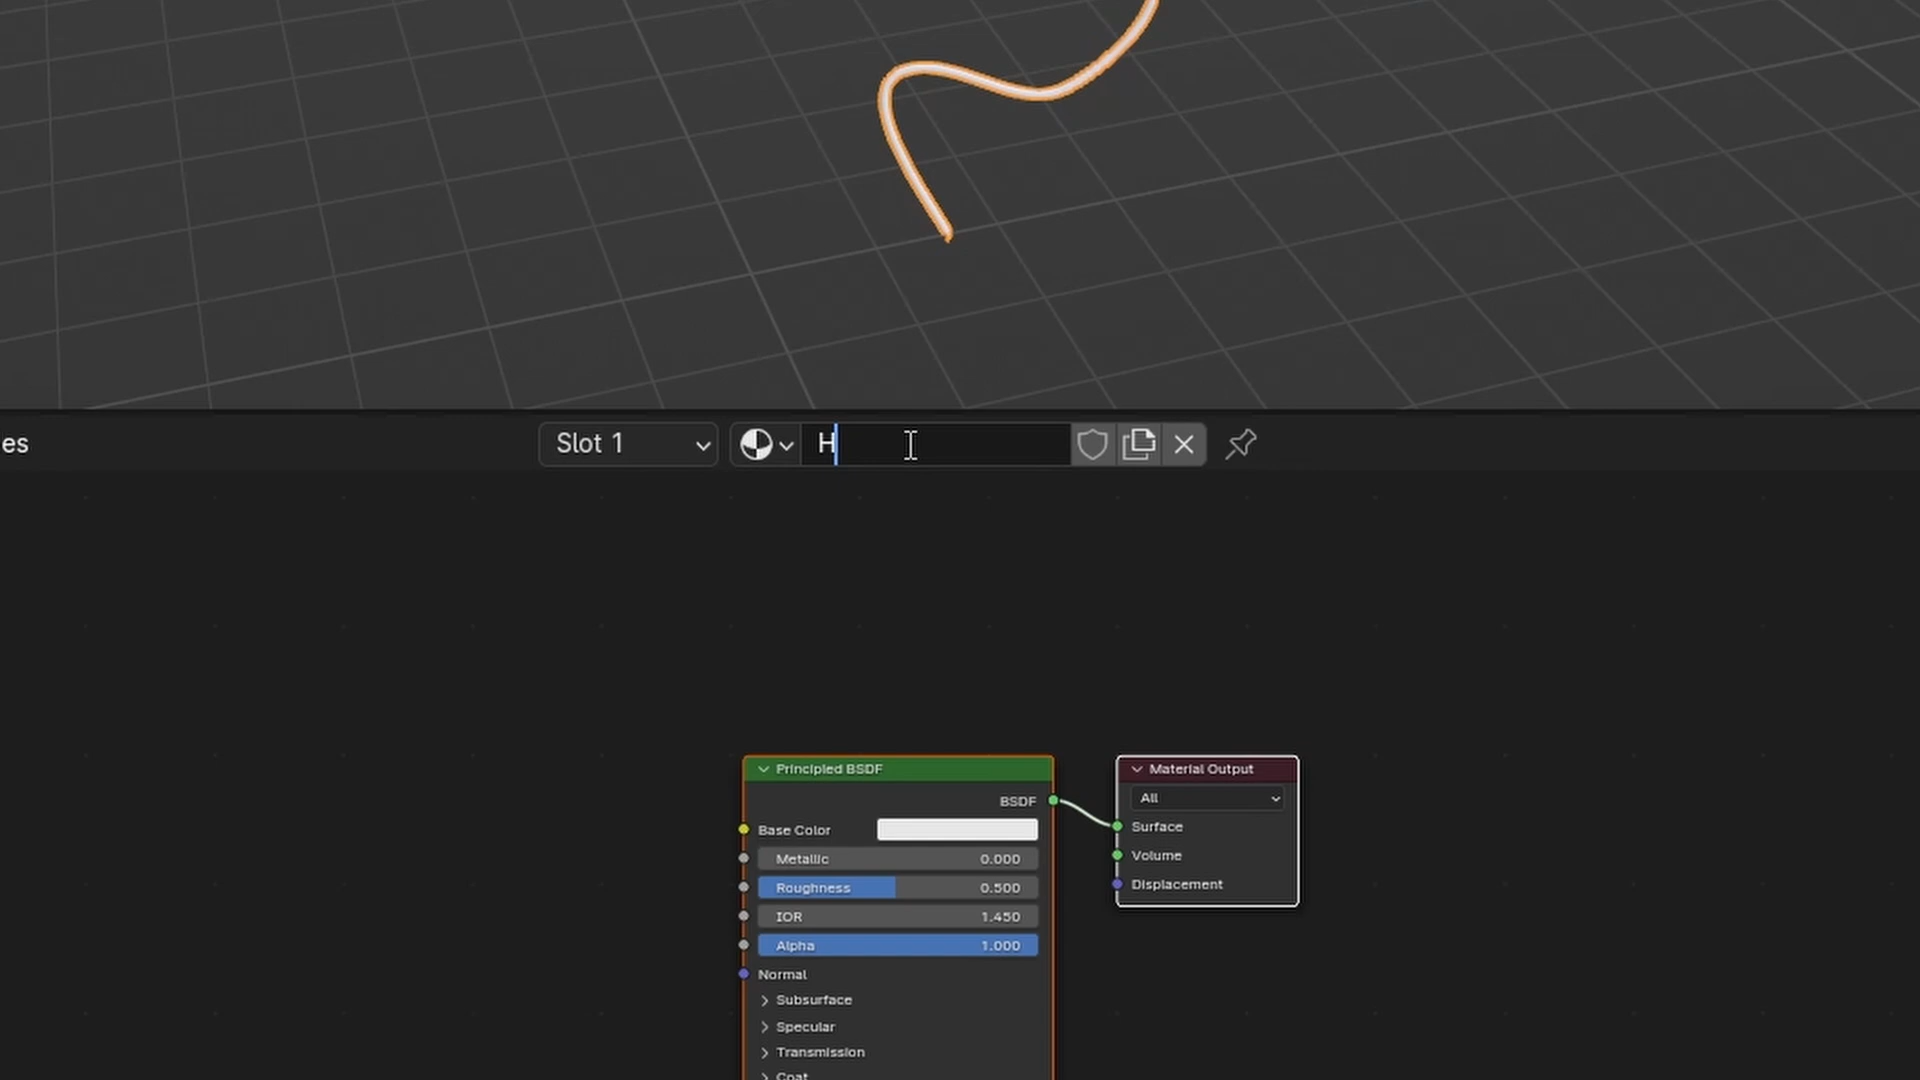 es
Slot 1
H
Principled BSDF
BSDF
Base Color
Metallic 0.000
Roughness 0.500
IOR 1.450
Alpha 1.000
Normal
Subsurface
Specular
Transmission
Coat
Material Output
All
Surface
Volume
Displacement